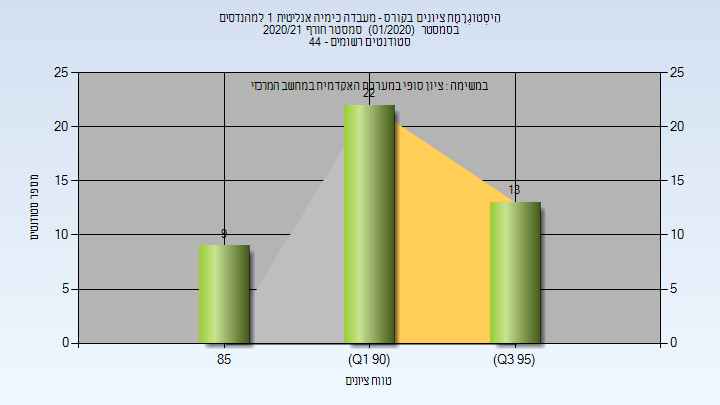 היסטוגרמת ציונים בקורס - מעבדה כימיה אנליטית 1 למהנדסים
בסמסטר (01/2020) סמסטר חורף 2020/21
סטודנטים רשומים - 44
במשימה : ציון סופי במערכת האקדמית במחשב המרכזי
25
20
15
10
5
0
25
20
15
10
5
0
מספר סטודנטים
9
22
13
85
(Q1 90)
(Q3 95)
טווח ציונים